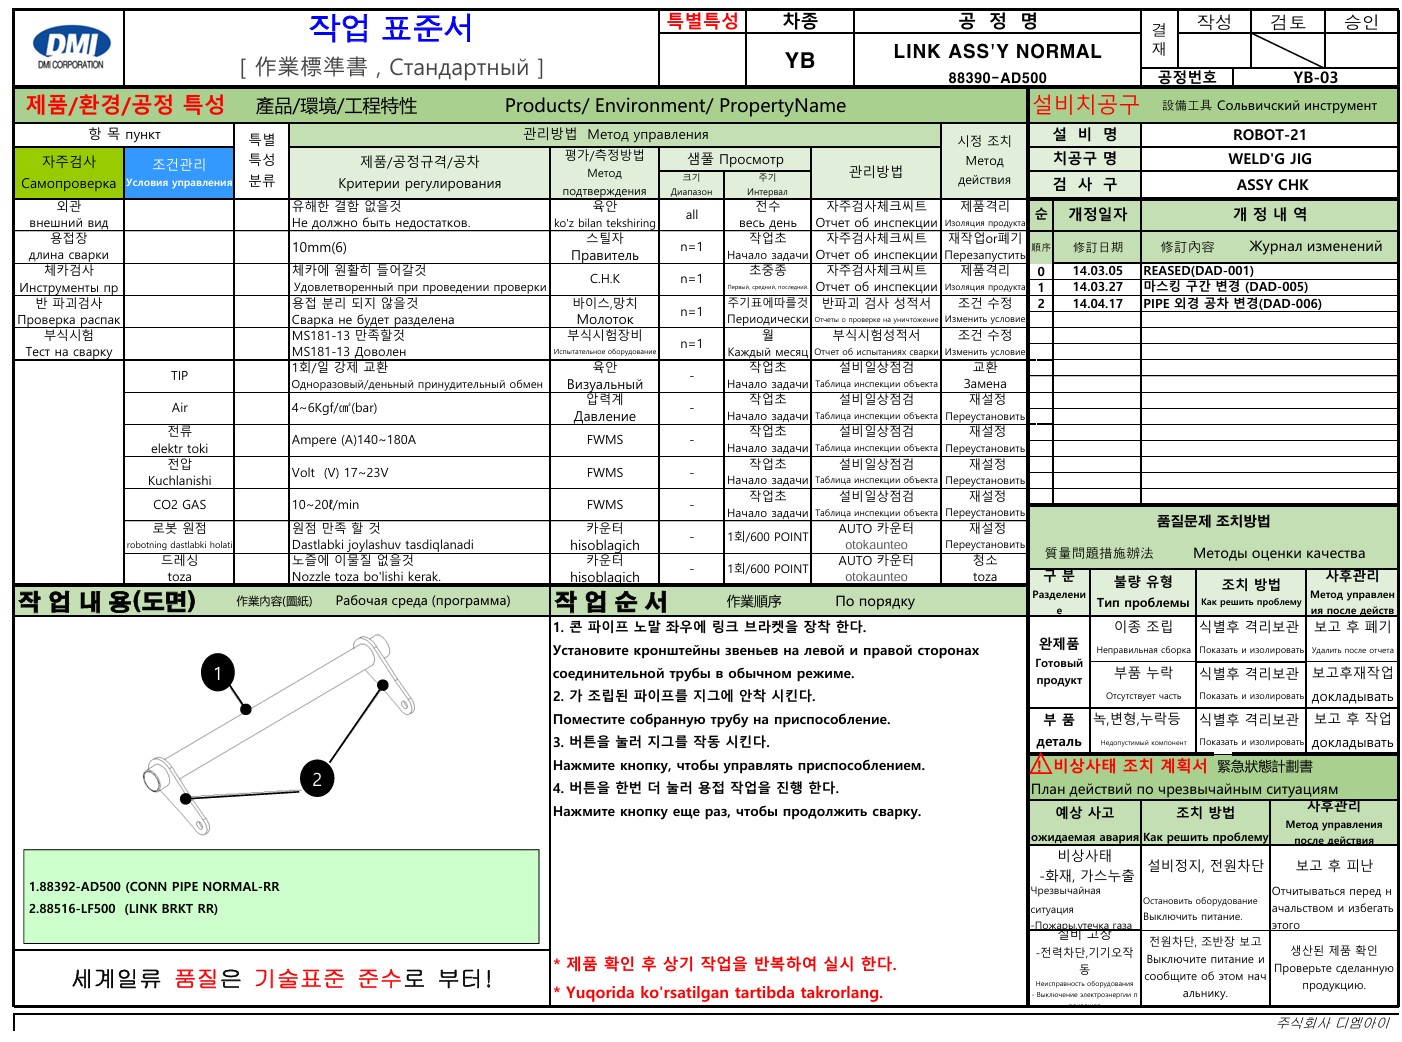 DMI
DMI CORPORATION
작업 표준서
[ 作業標準書 , Стандартный ]
특별특성
차종
YB
공 정 명
LINK ASS'Y NORMAL
88390-AD500
결재
작성
검토
승인
공정번호
YB-03
제품/환경/공정 특성 產品/環境/工程特性 Products/ Environment/ PropertyName
항 목 пункт
특별
특성
분류
관리방법 Метод управления
시정 조치
Метод
действия
자주검사
Самопроверка
조건관리
Условия управления
제품/공정규격/공차
Критерии регулирования
평가/측정방법
Метод
подтверждения
샘풀 Просмотр
크기
Диапазон
주기
Интервал
관리방법
외관
внешний вид
유해한 결함 없을것
Не должно быть недостатков.
육안
ko'z bilan tekshiring
all
전수
весь день
자주검사체크씨트
Отчет об инспекции
제품격리
Изоляция продукта
용접장
длина сварки
10mm(6)
스틸자
Правитель
n=1
작업초
Начало задачи
자주검사체크씨트
Отчет об инспекции
재작업or폐기
Перезапустить
체카검사
Инструменты пр
체카에 원활히 들어갈것
Удовлетворенный при проведении проверки
C.H.K
n=1
초중종
Первый, средний, последний.
자주검사체크씨트
Отчет об инспекции
제품격리
Изоляция продукта
반 파괴검사
Проверка распак
용접 분리 되지 않을것
Сварка не будет разделена
바이스,망치
Молоток
n=1
주기표에따를것
Периодически
반파괴 검사 성적서
Отчеты о проверке на уничтожение
조건 수정
Изменить условие
부식시험
Тест на сварку
MS181-13 만족할것
MS181-13 Доволен
부식시험장비
Испытательное оборудование
n=1
월
Каждый месяц
부식시험성적서
Отчет об испытаниях сварки
조건 수정
Изменить условие
TIP
1회/일 강제 교환
Одноразовый/деньный принудительный обмен
육안
Визуальный
-
작업초
Начало задачи
설비일상점검
Таблица инспекции объекта
교환
Замена
Air
4~6Kgf/㎠(bar)
압력계
Давление
-
작업초
Начало задачи
설비일상점검
Таблица инспекции объекта
재설정
Переустановить
전류
elektr toki
Ampere (A)140~180A
FWMS
-
작업초
Начало задачи
설비일상점검
Таблица инспекции объекта
재설정
Переустановить
전압
Kuchlanishi
Volt (V) 17~23V
FWMS
-
작업초
Начало задачи
설비일상점검
Таблица инспекции объекта
재설정
Переустановить
CO2 GAS
10~20ℓ/min
FWMS
-
작업초
Начало задачи
설비일상점검
Таблица инспекции объекта
재설정
Переустановить
로봇 원점
robotning dastlabki holati
원점 만족 할 것
Dastlabki joylashuv tasdiqlanadi
카운터
hisoblagich
-
1회/600 POINT
AUTO 카운터
otokaunteo
재설정
Переустановить
드레싱
toza
노즐에 이물질 없을것
Nozzle toza bo'lishi kerak.
카운터
hisoblagich
-
1회/600 POINT
AUTO 카운터
otokaunteo
청소
toza
설비치공구 設備工具 Сольвичский инструмент
설 비 명
ROBOT-21
치공구 명
WELD'G JIG
검 사 구
ASSY CHK
순
개정일자
개 정 내 역
順序
修訂日期
修訂內容 Журнал изменений
0 14.03.05 REASED(DAD-001)
1 14.03.27 마스킹 구간 변경 (DAD-005)
2 14.04.17 PIPE 외경 공차 변경(DAD-006)
품질문제 조치방법
質量問題措施辦法 Методы оценки качества
구 분
Разделени
е
불량 유형
Тип проблемы
조치 방법
Как решить проблему
사후관리
Метод управлен
ия после действ
완제품
Готовый
продукт
이종 조립
Неправильная сборка
식별후 격리보관
Показать и изолировать
보고 후 폐기
Удалить после отчета
부품 누락
Отсутствует часть
식별후 격리보관
Показать и изолировать
보고후재작업
докладывать
부 품
деталь
녹,변형,누락등
Недопустимый компонент
식별후 격리보관
Показать и изолировать
보고 후 작업
докладывать
비상사태 조치 계획서 緊急狀態計劃書
План действий по чрезвычайным ситуациям
예상 사고
ожидаемая авария
조치 방법
Как решить проблему
사후관리
Метод управления
после действия
비상사태
-화재, 가스누출
Чрезвычайная
ситуация
-Пожары,утечка газа
설비정지, 전원차단
Остановить оборудование
Выключить питание.
보고 후 피난
Отчитываться перед н
ачальством и избегать
этого
설비 고장
-전력차단,기기오작
동
Неисправность оборудования
- Выключение электроэнергии п
전원차단, 조반장 보고
Выключите питание и
сообщите об этом нач
альнику.
생산된 제품 확인
Проверьте сделанную
продукцию.
작 업 내 용(도면) 作業內容(圖紙) Рабочая среда (программа)
1
2
1.88392-AD500 (CONN PIPE NORMAL-RR
2.88516-LF500 (LINK BRKT RR)
세계일류 품질은 기술표준 준수로 부터!
작 업 순 서 作業順序 По порядку
1. 콘 파이프 노말 좌우에 링크 브라켓을 장착 한다.
Установите кронштейны звеньев на левой и правой сторонах
соединительной трубы в обычном режиме.
2. 가 조립된 파이프를 지그에 안착 시킨다.
Поместите собранную трубу на приспособление.
3. 버튼을 눌러 지그를 작동 시킨다.
Нажмите кнопку, чтобы управлять приспособлением.
4. 버튼을 한번 더 눌러 용접 작업을 진행 한다.
Нажмите кнопку еще раз, чтобы продолжить сварку.
* 제품 확인 후 상기 작업을 반복하여 실시 한다.
* Yuqorida ko'rsatilgan tartibda takrorlang.
주식회사 디엠아이